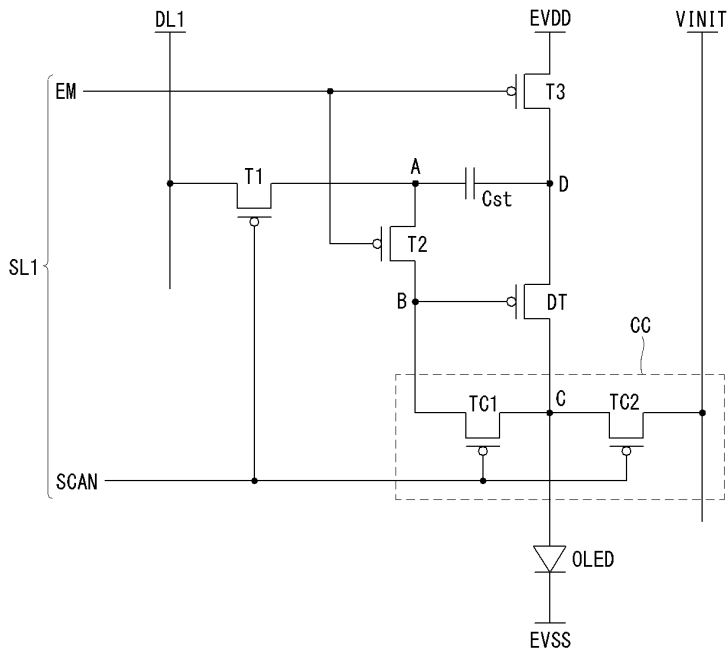 DL1
EVDD
VINIT
EM
T3
T1
A
Cst
D
T2
SL1
B
DT
CC
TC1
C
TC2
SCAN
OLED
EVSS